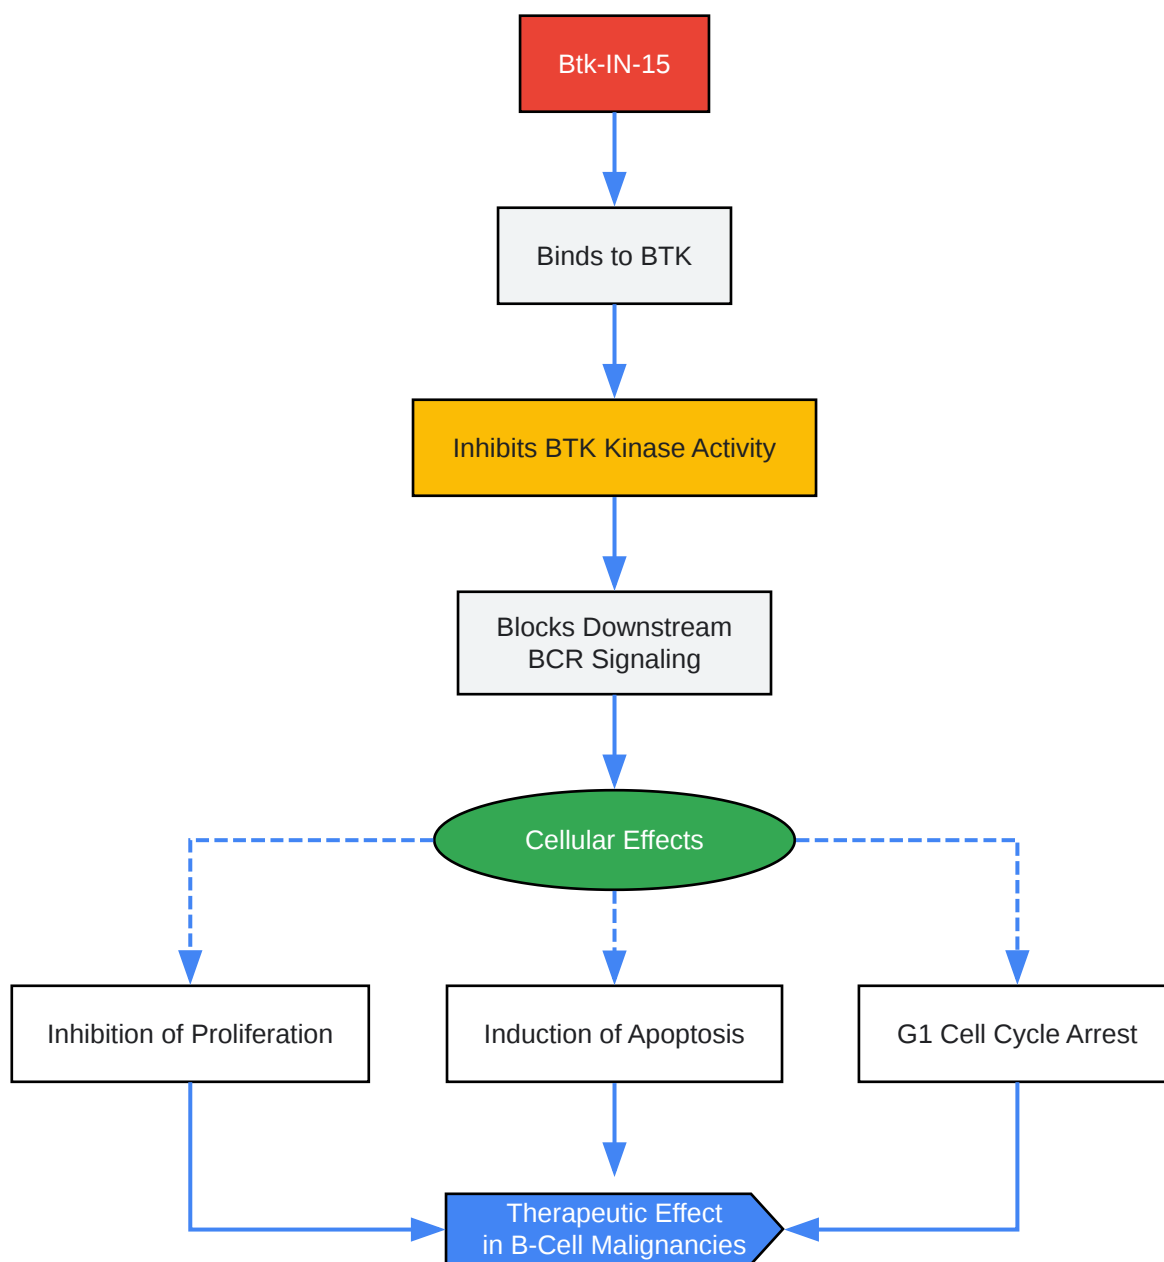 Btk-IN-15
Binds to BTK
Inhibits BTK Kinase Activity
Blocks Downstream
BCR Signaling
Cellular Effects
Inhibition of Proliferation
Induction of Apoptosis
G1 Cell Cycle Arrest
Therapeutic Effect
in B-Cell Malignancies